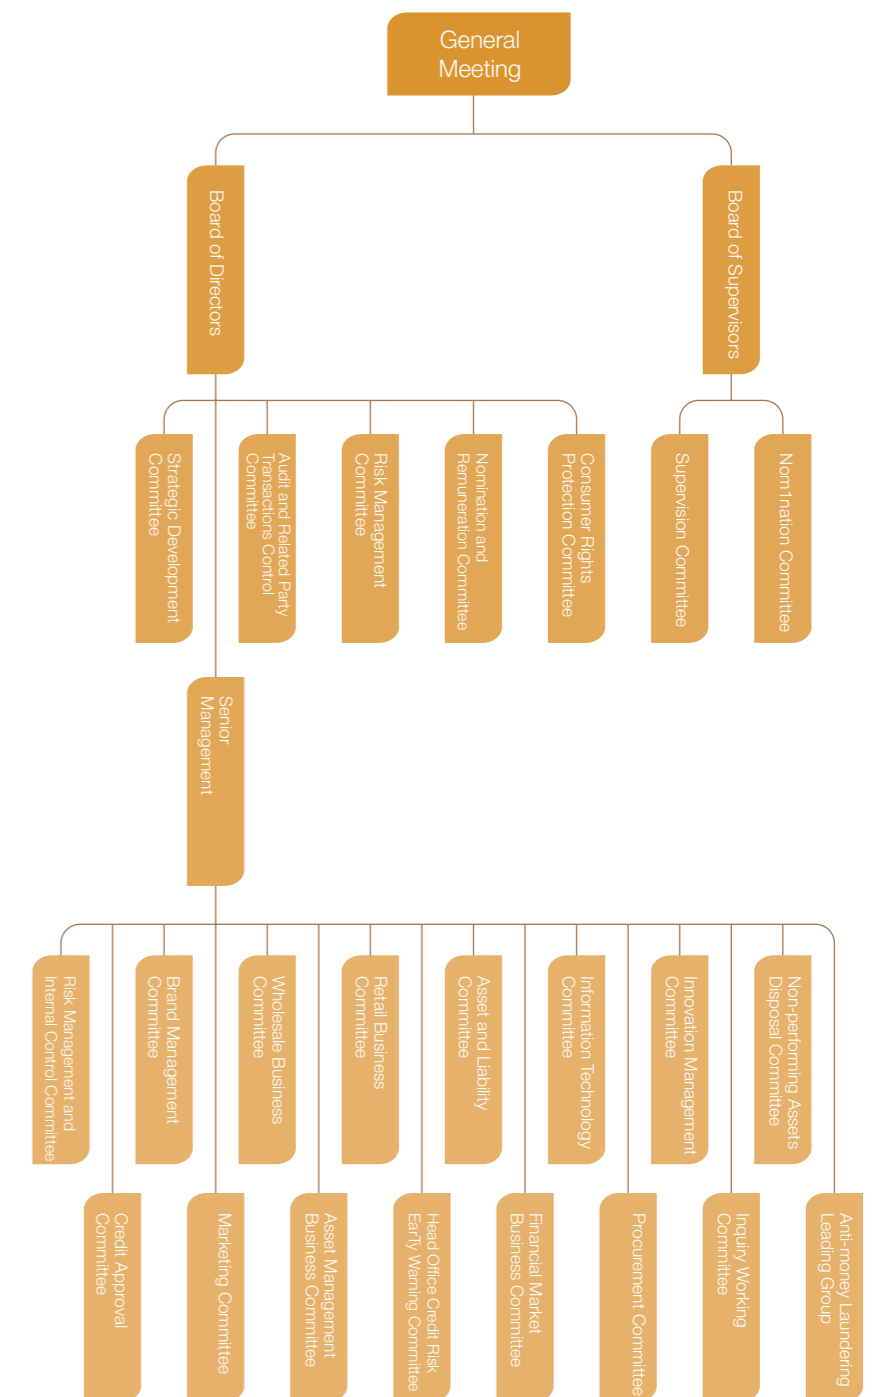 General
Meeting
Board of Directors
Board of Supervisors
Strategic Development
Committee
Audit and Related Party
Transactions Control
Committee
Risk Management
Committee
Nomination and
Remuneration Committee
Consumer Rights
Protection Committee
Supervision Committee
Nom1nation Committee
Senior
Management
Risk Management and
Internal Control Committee
Brand Management
Committee
Wholesale Business
Committee
Retail Business
Committee
Asset and Liability
Committee
Information Technology
Committee
Innovation Management
Committee
Non-performing Assets
Disposal Committee
Credit Approval
Committee
Marketing Committee
Asset Management
Business Committee
Head Office Credit Risk
EarTy Warning Committee
Financial Market
Business Committee
Procurement Committee
Inquiry Working
Committee
Anti-money Laundering
Leading Group